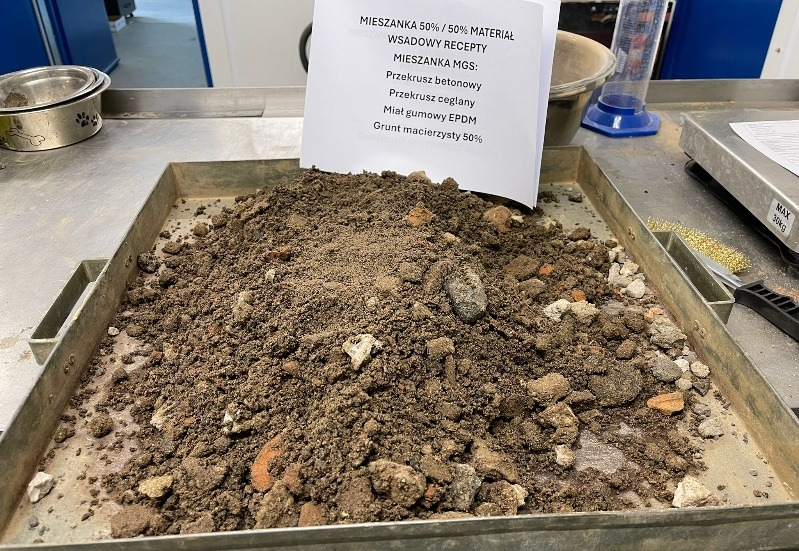 MIESZANKA 50% / 50% MATERIAŁ
WSADOWY RECEPTY
MIESZANKA MGS:
Przekrusz betonowy
Przekrusz ceglany
Miał gumowy EPDM
Grunt macierzysty 50%
MAX
30kg